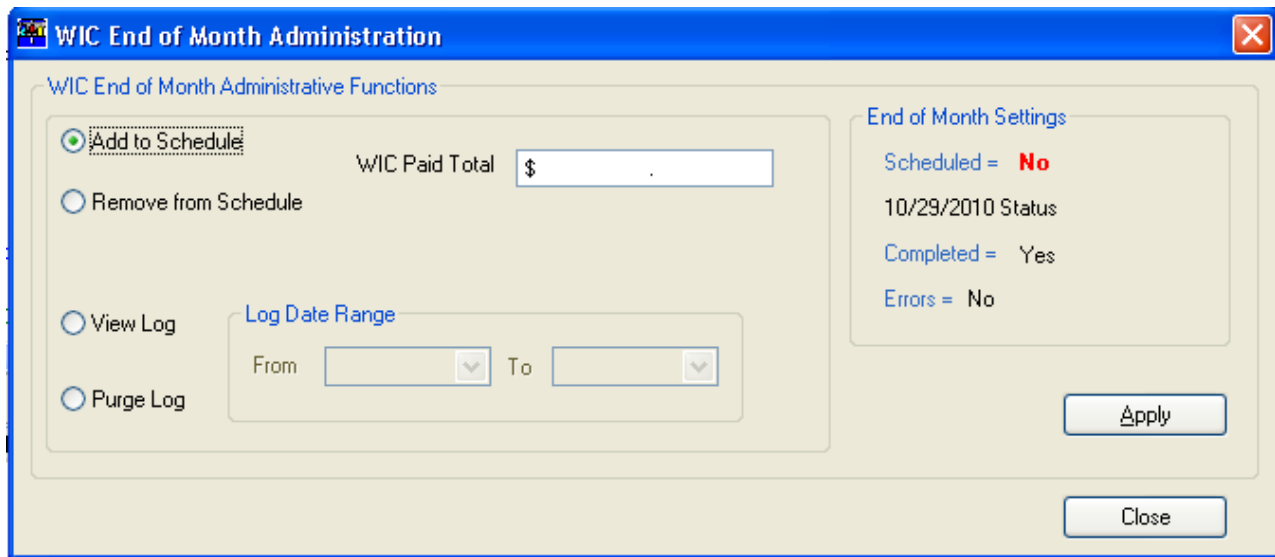 WIC End of Month Administration
WIC End of Month Administrative Functions
Add to Schedule
WIC Paid Total
$ .
Remove from Schedule
View Log
Log Date Range
From
To
Purge Log
End of Month Settings
Scheduled = No
10/29/2010 Status
Completed = Yes
Errors = No
Apply
Close